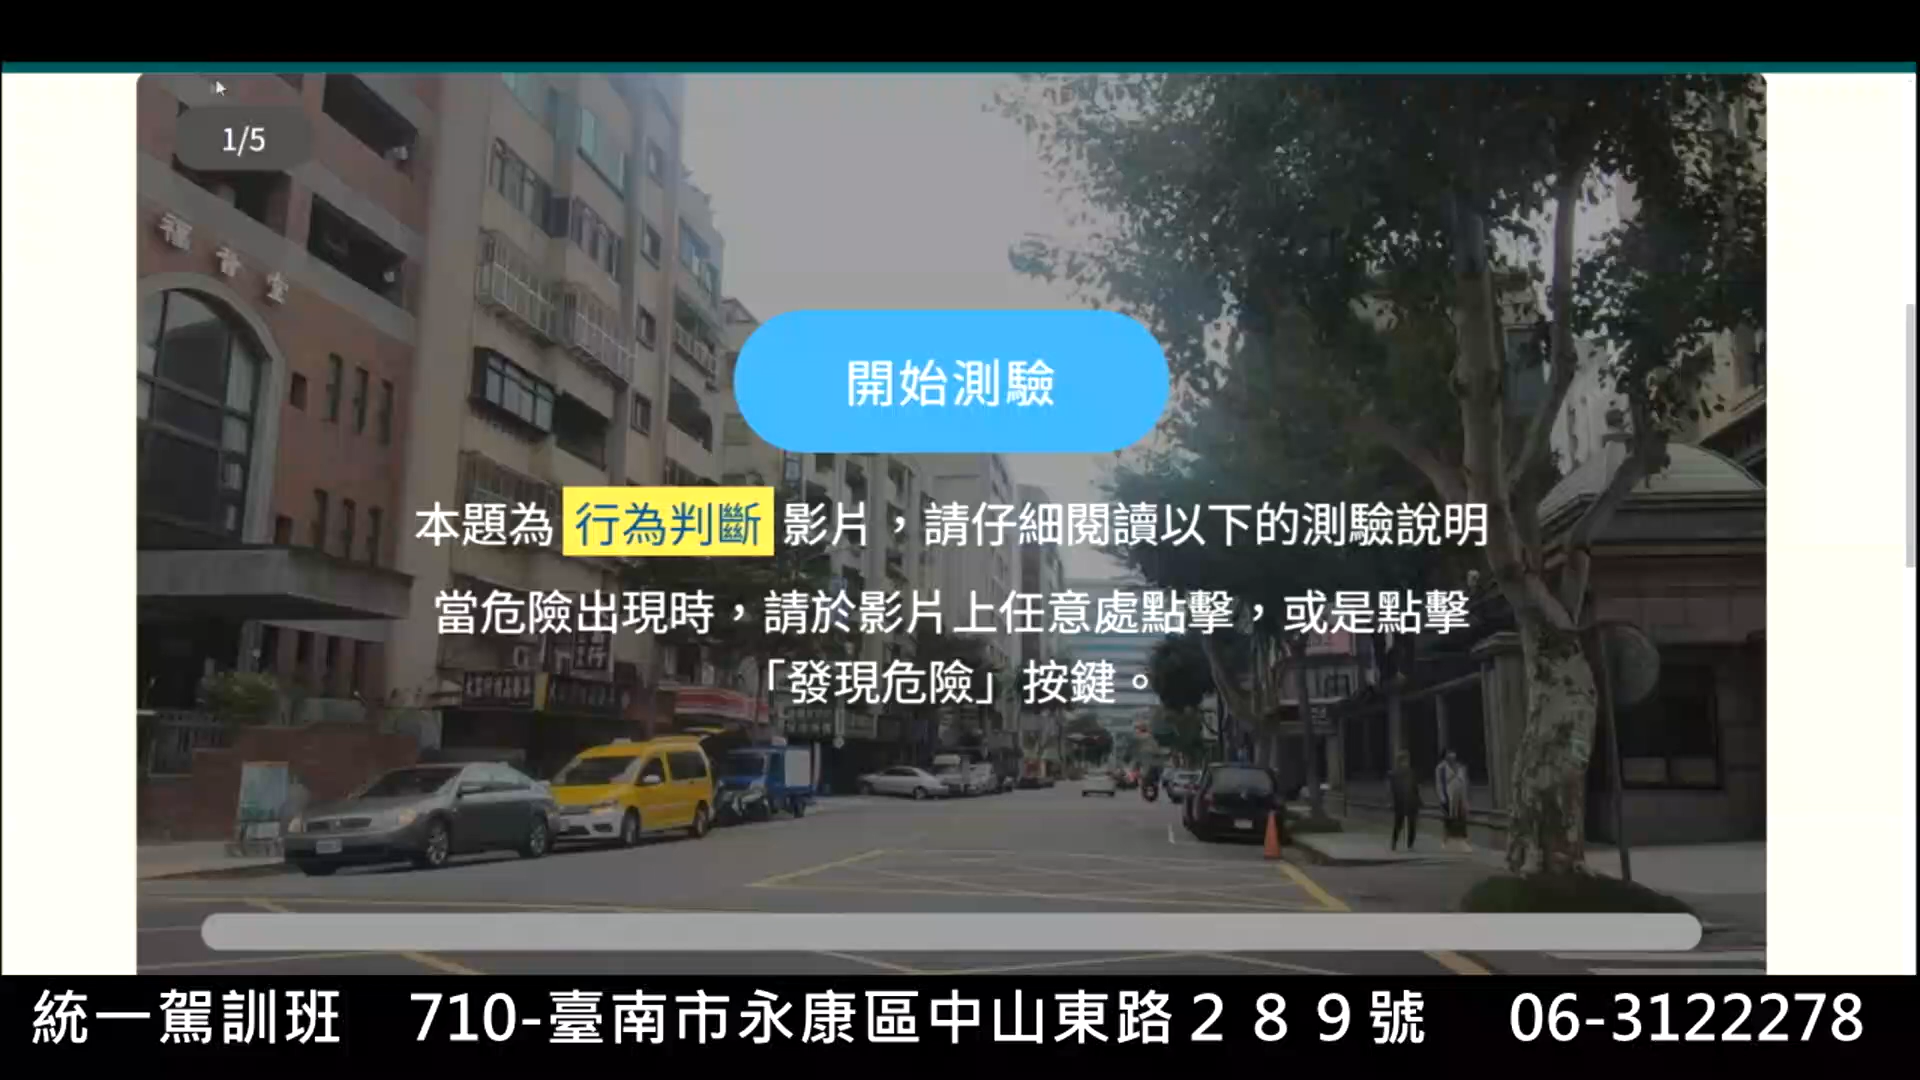 1/5
福音堂
開始測驗
本題為 行為判斷 影片，請仔細閱讀以下的測驗說明
當危險出現時，請於影片上任意處點擊，或是點擊
「發現危險」按鍵。
統一駕訓班 710-臺南市永康區中山東路２８９號 06-3122278